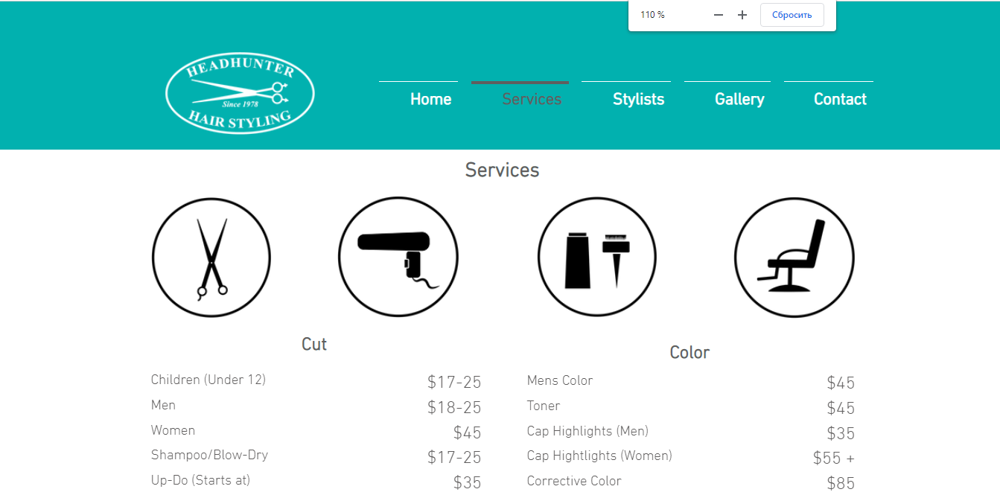 110 %
Сбросить
HEADHUNTER
Since 1978
HAIR STYLING
Home
Services
Stylists
Gallery
Contact
Services
Cut
Children (Under 12) $17-25
Men $18-25
Women $45
Shampoo/Blow-Dry $17-25
Up-Do (Starts at) $35
Color
Mens Color $45
Toner $45
Cap Highlights (Men) $35
Cap Hightlights (Women) $55 +
Corrective Color $85